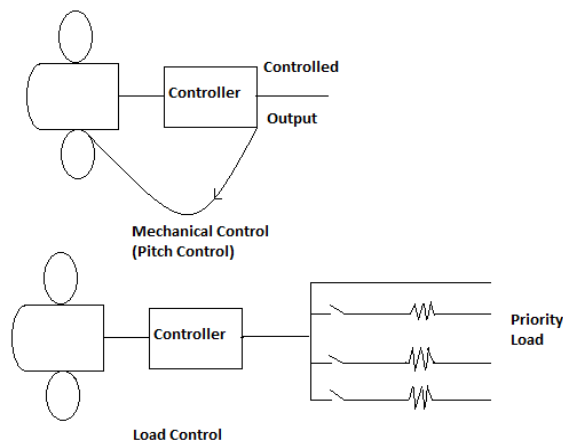 Controlled
Controller
Output
Mechanical Control
(Pitch Control)
Controller
Priority
Load
Load Control